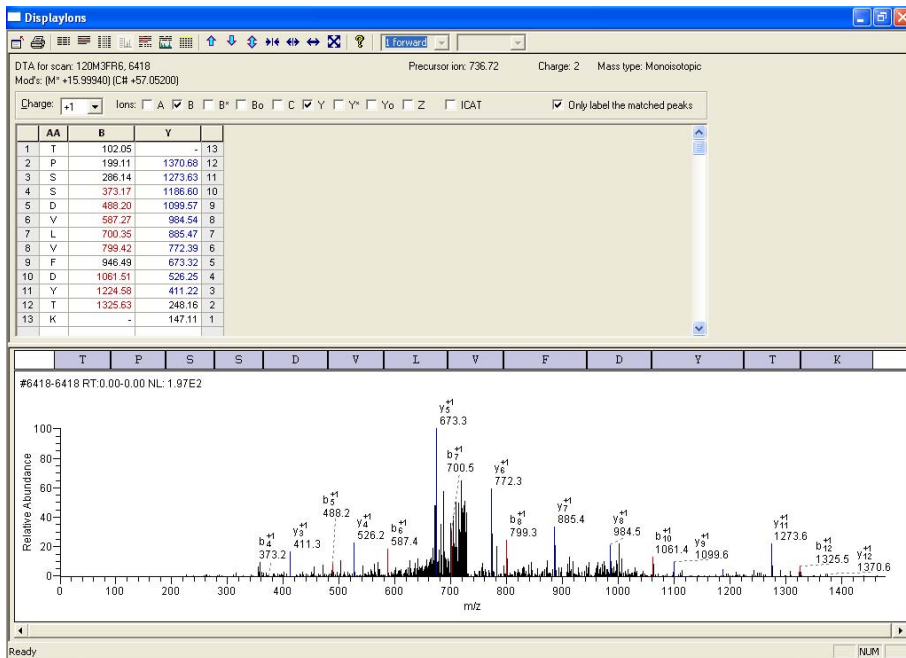 DisplayIons
1 forward
DTA for scan: 120M3FR6, 6418 Precursor ion: 736.72 Charge: 2 Mass type: Monoisotopic
Mod's: (M* +15.99940) (C# +57.05200)
Charge: +1 Ions: A B B* Bo C Y Y* Yo Z ICAT Only label the matched peaks
AA B Y
1 T 102.05 - 13
2 P 199.11 1370.68 12
3 S 286.14 1273.63 11
4 S 373.17 1186.60 10
5 D 488.20 1099.57 9
6 V 587.27 984.54 8
7 L 700.35 885.47 7
8 V 799.42 772.39 6
9 F 946.49 673.32 5
10 D 1061.51 526.25 4
11 Y 1224.58 411.22 3
12 T 1325.63 248.16 2
13 K - 147.11 1
T P S S D V L V F D Y T K
#6418-6418 RT:0.00-0.00 NL: 1.97E2
y5+1
673.3
b7+1
700.5
y6+1
772.3
b5+1
488.2
y3+1
411.3
y4+1
526.2
b4+1
373.2
b6+1
587.4
b8+1
799.3
y7+1
885.4
y8+1
984.5
b10+1
1061.4
y9+1
1099.6
y11+1
1273.6
b12+1
1325.5
y12+1
1370.6
Relative Abundance
100
80
60
40
20
0
0 100 200 300 400 500 600 700 800 900 1000 1100 1200 1300 1400
m/z
Ready NUM